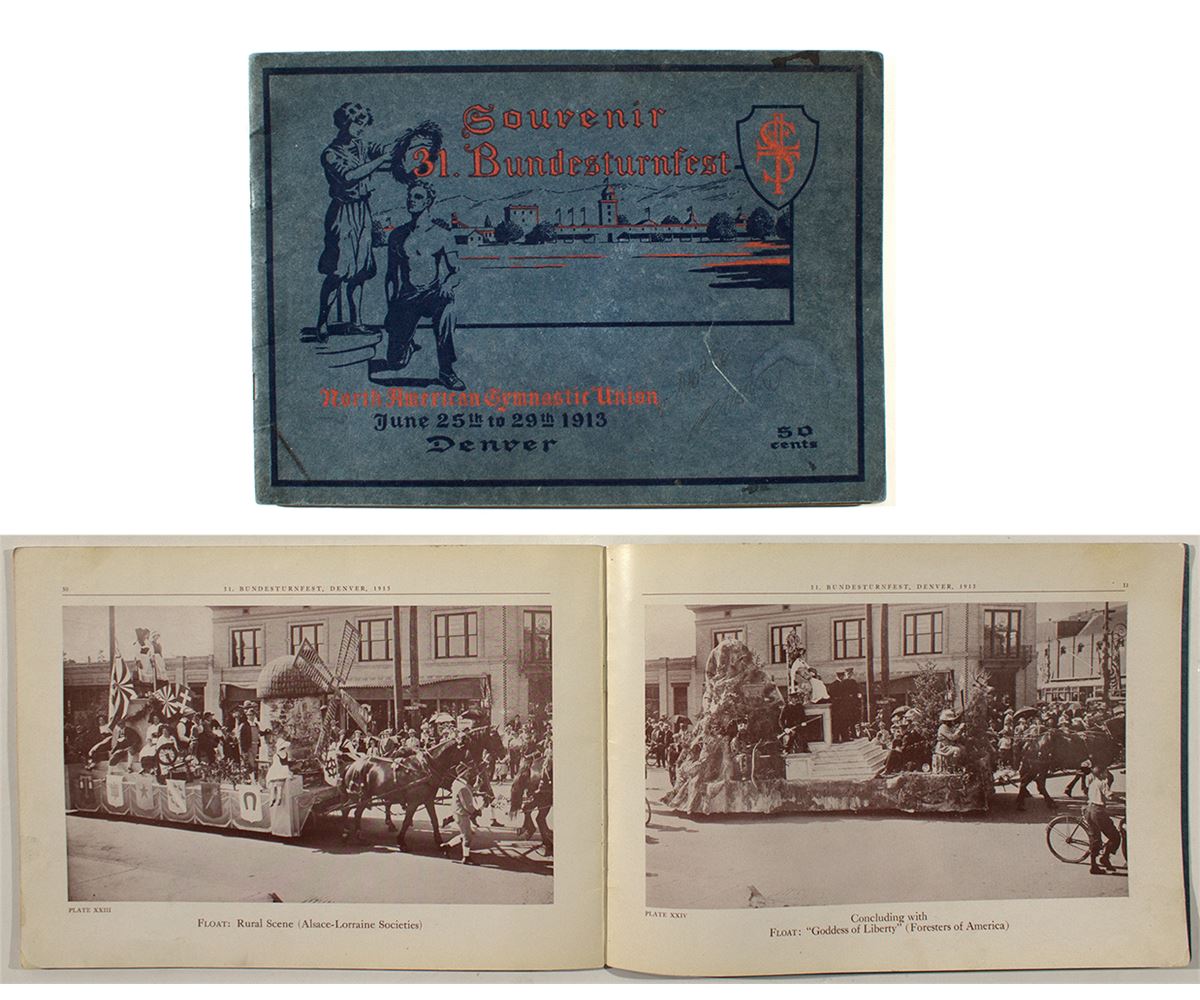 Souvenir
31. Bundesturnfest
North American Gymnastic Union
June 25th to 29th 1913
Denver
50
cents
31. BUNDESTURNFEST, DENVER, 1913
PLATE XXIII
FLOAT: Rural Scene (Alsace-Lorraine Societies)
31. BUNDESTURNFEST, DENVER, 1913
PLATE XXIV
Concluding with
FLOAT: "Goddess of Liberty" (Foresters of America)